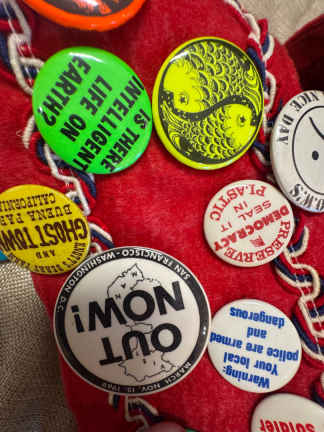 IS THERE
INTELLIGENT
LIFE ON
EARTH?
NICE DAY
AND
GHOST TOWN
BUENA PARK
CALIFORNIA
PRESERVE
DEMOCRACY
SEAL IT
IN
PLASTIC
OUT
NOW!
SAN FRANCISCO-WASHINGTON D.C.
MARCH NOV. 15, 1969
Warning:
Your local
police are armed
and
dangerous
soldier